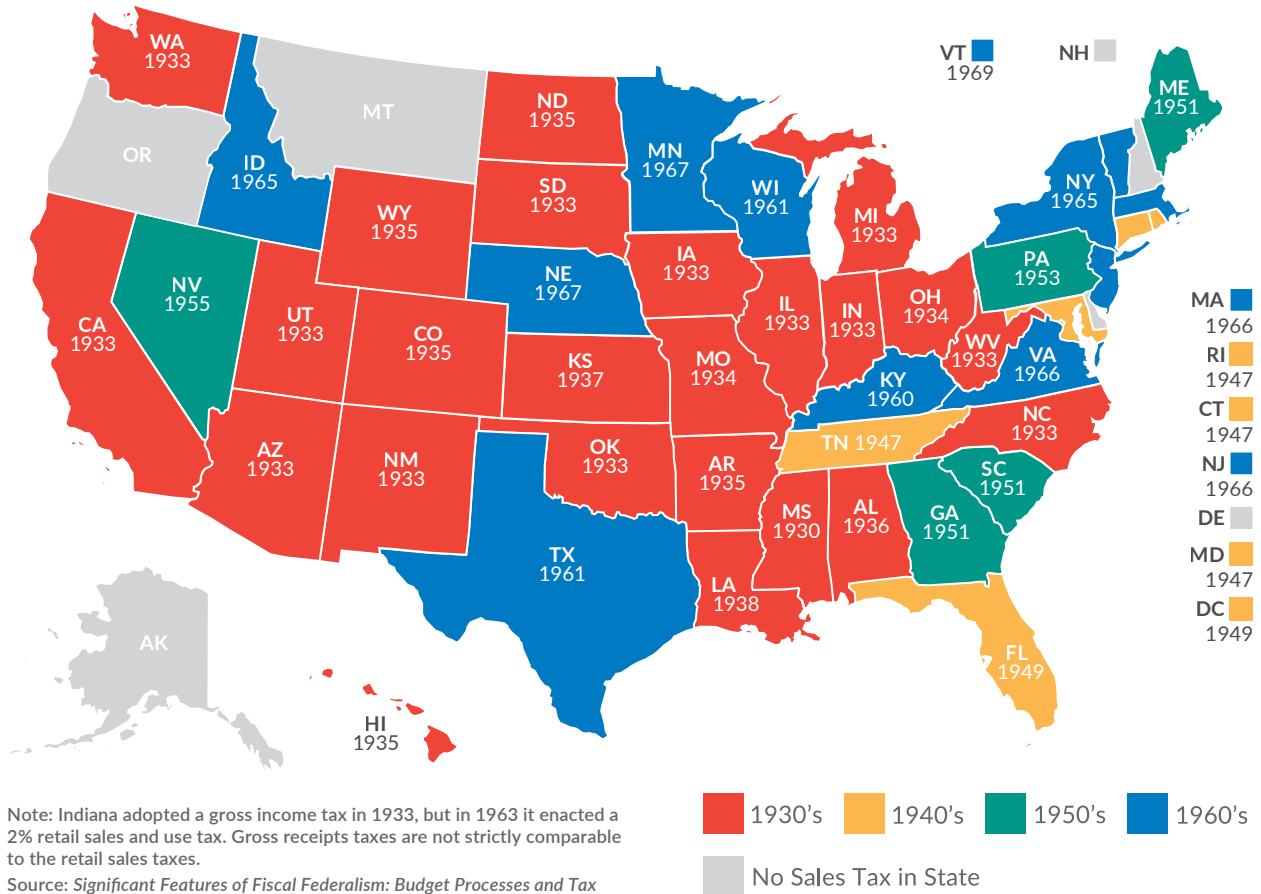 WA
1933
VT
1969
NH
ME
1951
MT
ND
1935
OR
ID
1965
MN
1967
WI
1961
NY
1965
SD
1933
WY
1935
MI
1933
IA
1933
PA
1953
NV
1955
NE
1967
UT
1933
IL
1933
IN
1933
OH
1934
CA
1933
CO
1935
WV
1933
VA
1966
MA
1966
RI
1947
CT
1947
NJ
1966
DE
MD
1947
DC
1949
KS
1937
MO
1934
KY
1960
NC
1933
TN 1947
AZ
1933
NM
1933
OK
1933
AR
1935
SC
1951
MS
1930
AL
1936
GA
1951
TX
1961
LA
1938
FL
1949
AK
HI
1935
Note: Indiana adopted a gross income tax in 1933, but in 1963 it enacted a
2% retail sales and use tax. Gross receipts taxes are not strictly comparable
to the retail sales taxes.
Source: Significant Features of Fiscal Federalism: Budget Processes and Tax
1930's
1940's
1950's
1960's
No Sales Tax in State